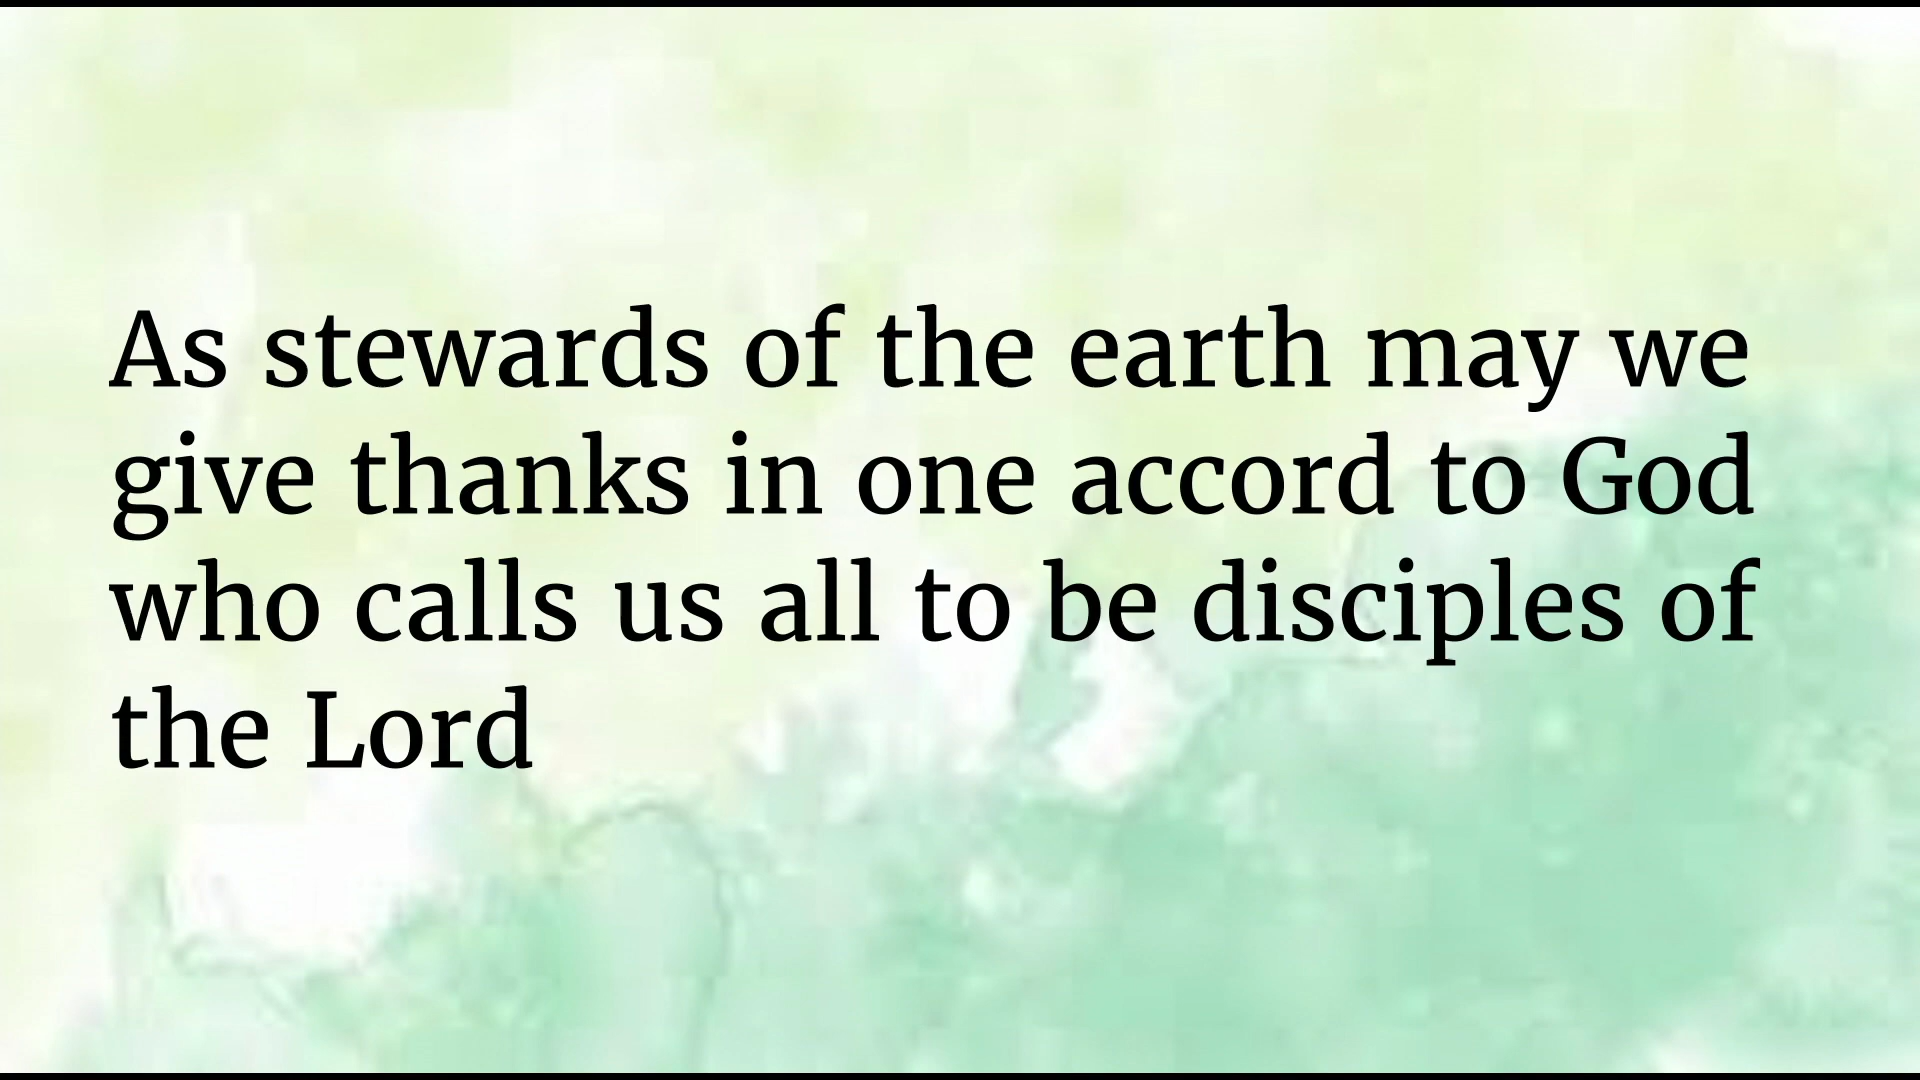 As stewards of the earth may we
give thanks in one accord to God
who calls us all to be disciples of
the Lord